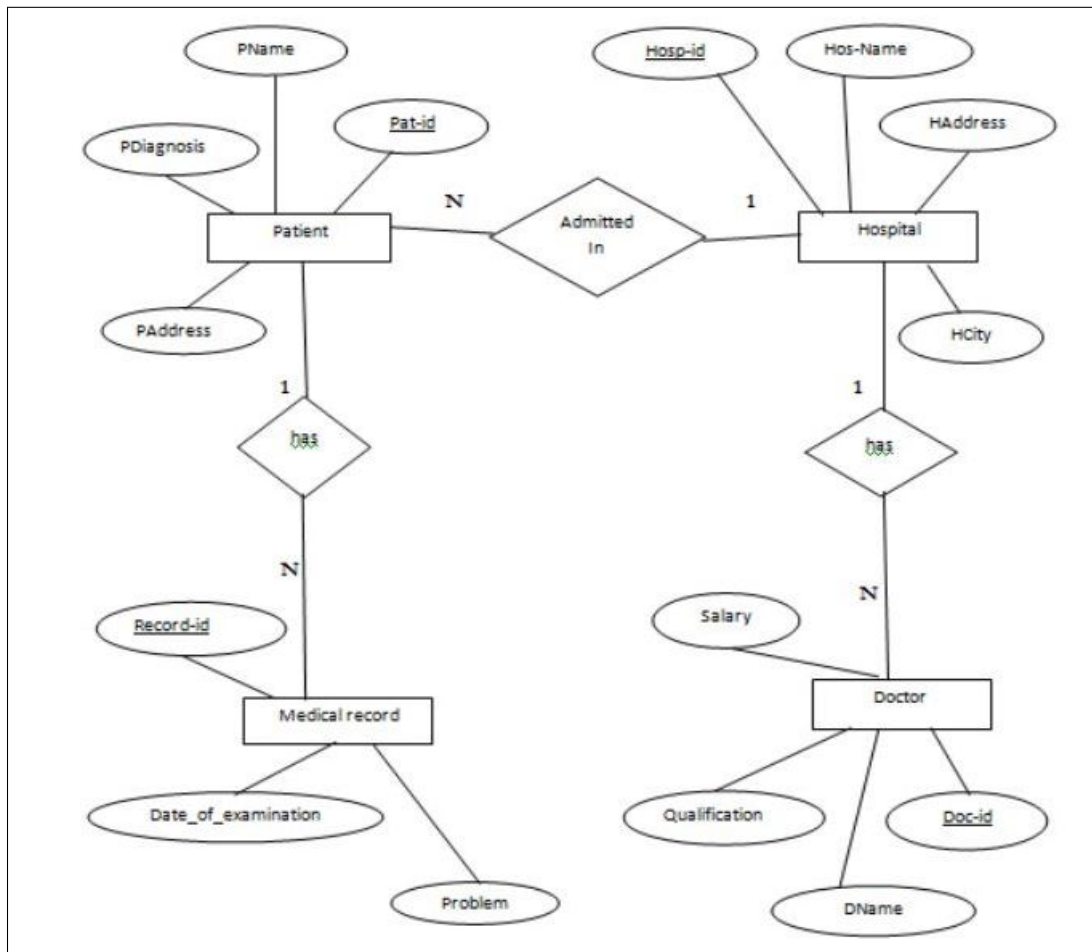 PName
Hosp-id
Hos-Name
PDiagnosis
Pat-id
HAddress
N
Admitted
In
1
Patient
Hospital
PAddress
HCity
1
has
1
has
N
N
Record-id
Salary
Medical record
Doctor
Date_of_examination
Qualification
Doc-id
Problem
DName